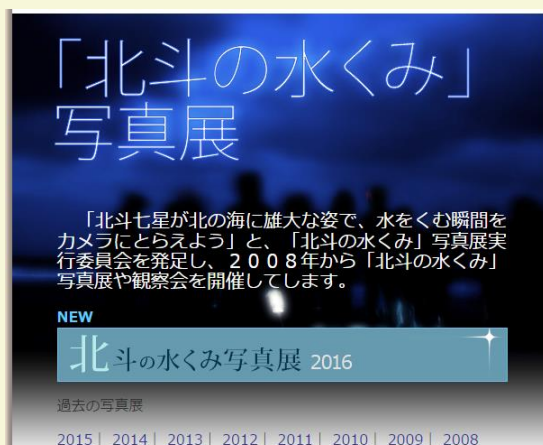 「北斗の水くみ」
写真展
「北斗七星が北の海に雄大な姿で、水をくむ瞬間を
カメラにとらえよう」と、「北斗の水くみ」写真展実
行委員会を発足し、２００８年から「北斗の水くみ」
写真展や観察会を開催してします。
NEW
北斗の水くみ写真展 2016
過去の写真展
2015 | 2014 | 2013 | 2012 | 2011 | 2010 | 2009 | 2008